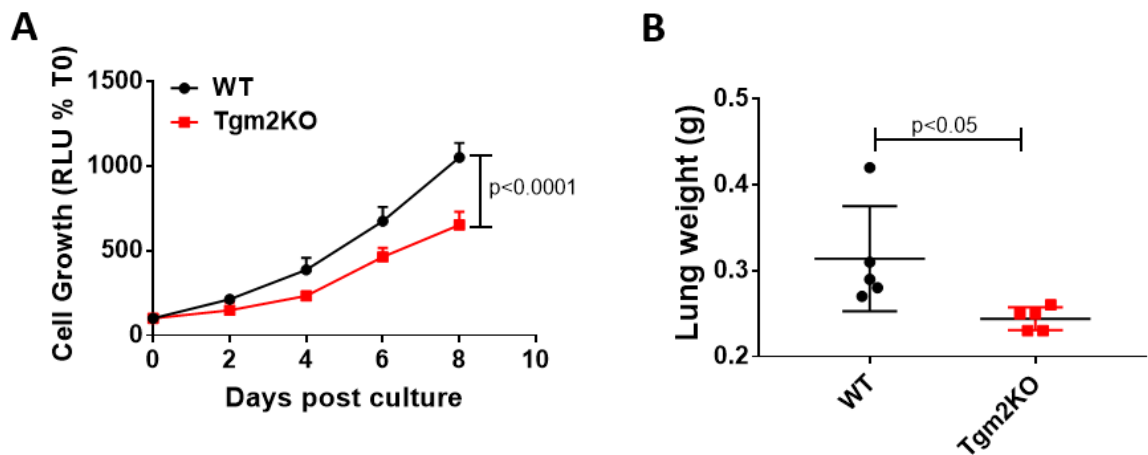 A
Cell Growth (RLU % T0)
1500
1000
500
0
WT
Tgm2KO
p<0.0001
0 2 4 6 8 10
Days post culture
B
Lung weight (g)
0.5
0.4
0.3
0.2
p<0.05
WT
Tgm2KO